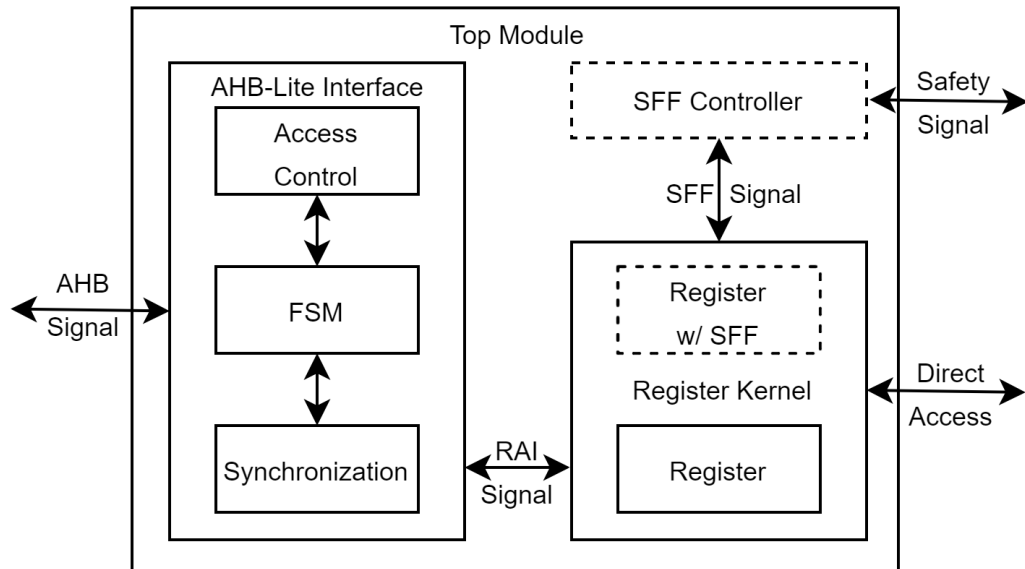 Top Module
AHB-Lite Interface
Access
Control
FSM
Synchronization
AHB
Signal
SFF Controller
Safety
Signal
SFF Signal
Register
w/ SFF
Register Kernel
Register
RAI
Signal
Direct
Access